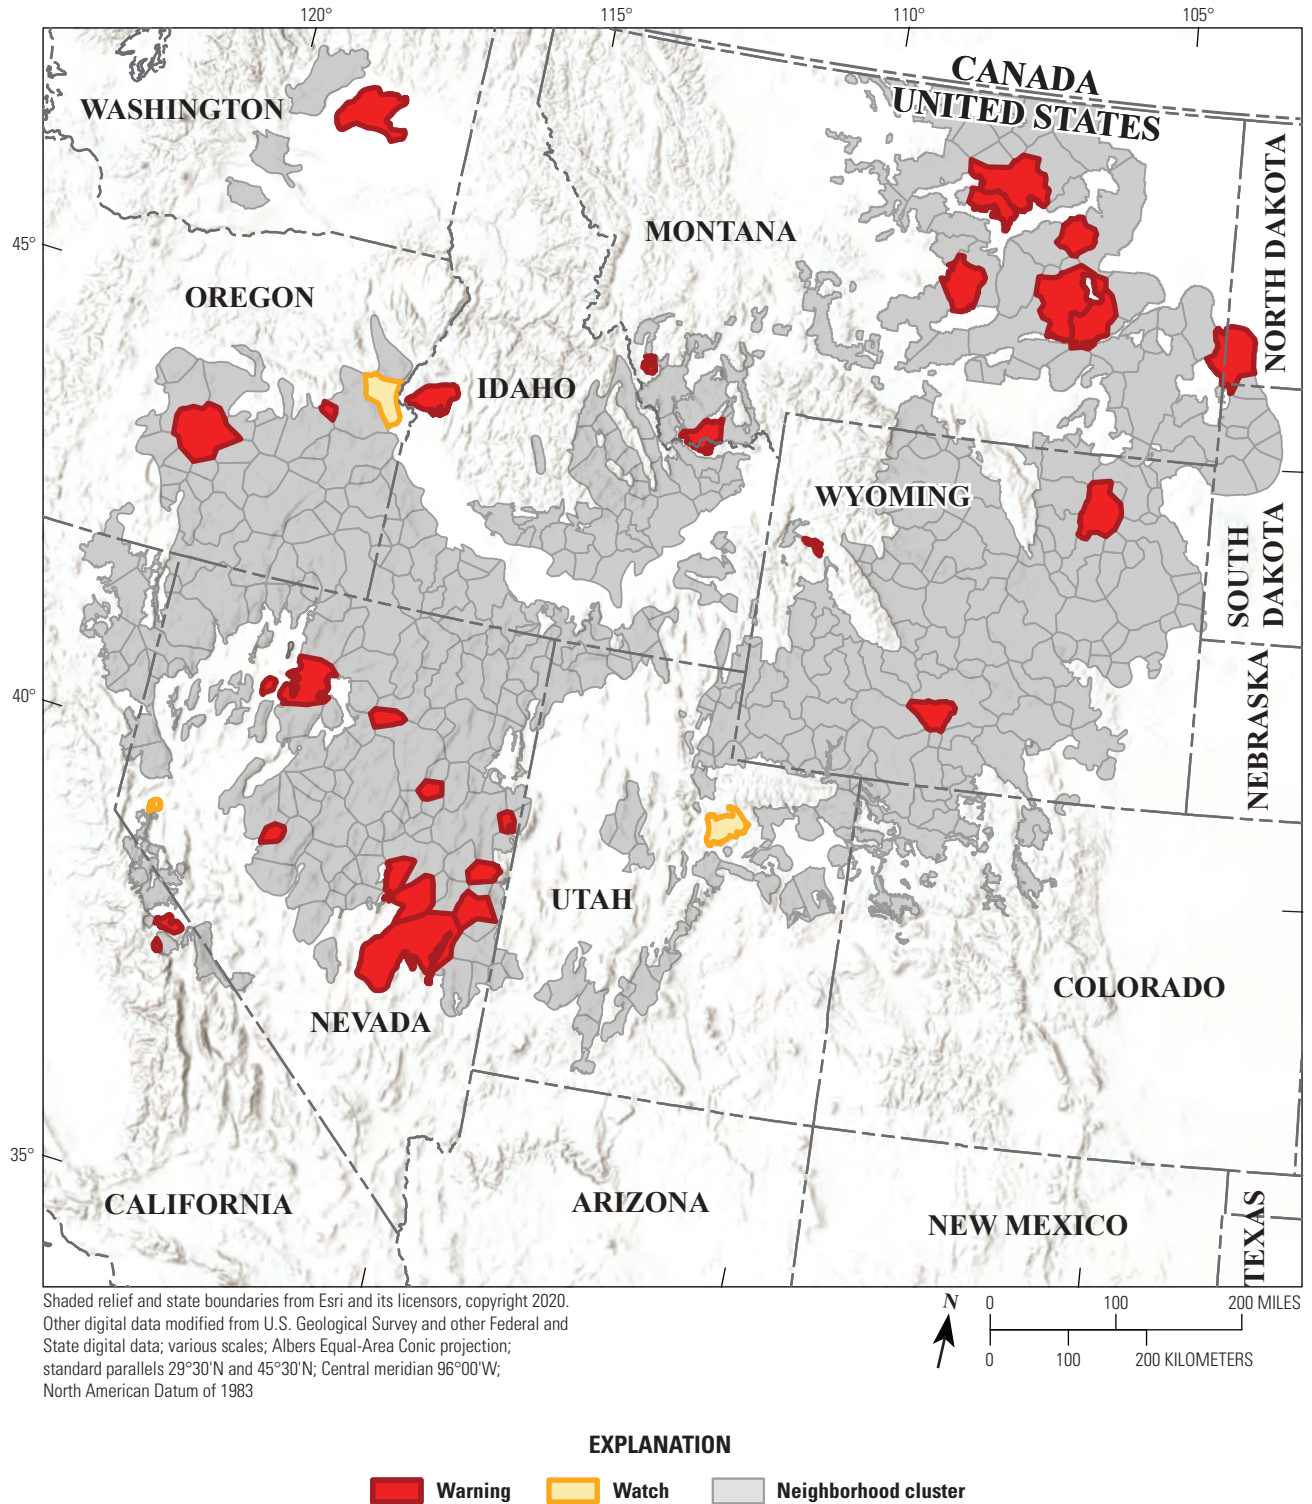 120°
115°
110°
105°
CANADA
UNITED STATES
WASHINGTON
NORTH DAKOTA
MONTANA
45°
OREGON
IDAHO
WYOMING
SOUTH
DAKOTA
40°
NEBRASKA
UTAH
COLORADO
NEVADA
35°
CALIFORNIA
ARIZONA
NEW MEXICO
TEXAS
Shaded relief and state boundaries from Esri and its licensors, copyright 2020.
Other digital data modified from U.S. Geological Survey and other Federal and
State digital data; various scales; Albers Equal-Area Conic projection;
standard parallels 29°30'N and 45°30'N; Central meridian 96°00'W;
North American Datum of 1983
N
0 100 200 MILES
0 100 200 KILOMETERS
EXPLANATION
Warning
Watch
Neighborhood cluster